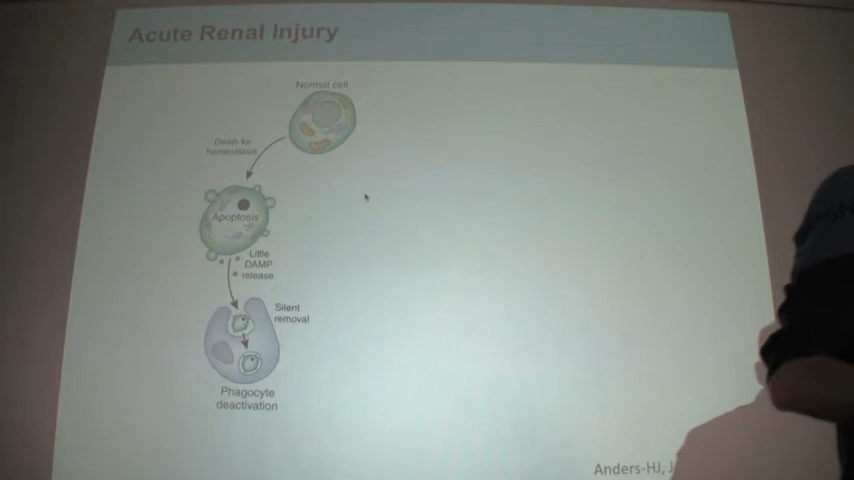 Acute Renal Injury
Normal cell
Death for
homeostasis
Apoptosis
Little
DAMP
release
Silent
removal
Phagocyte
deactivation
Anders-HJ, J